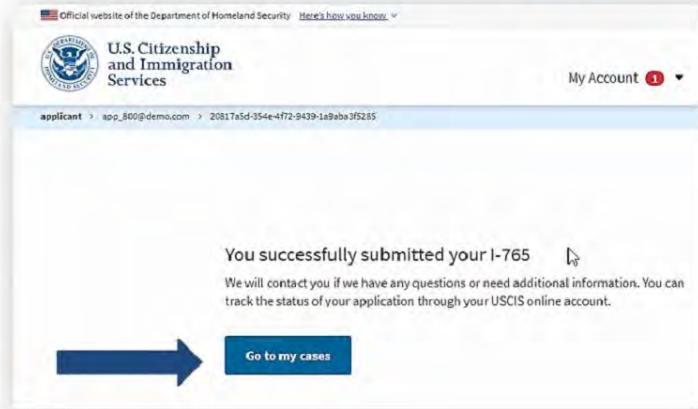 Official website of the Department of Homeland Security Here's how you know
U.S. Citizenship
and Immigration
Services
My Account 1
applicant > app_800@demo.com > 20817a5d-354e-4f72-9439-1a9aba3f5285
You successfully submitted your I-765
We will contact you if we have any questions or need additional information. You can
track the status of your application through your USCIS online account.
Go to my cases